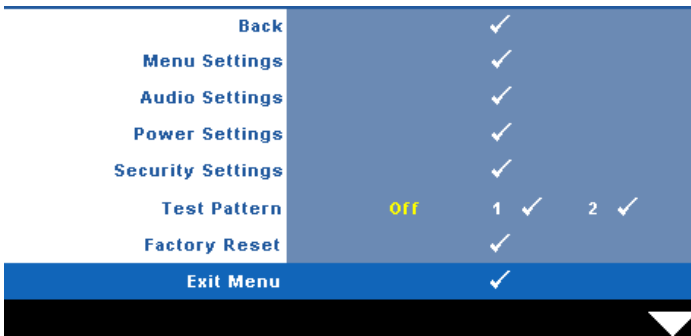 Back ✓
Menu Settings ✓
Audio Settings ✓
Power Settings ✓
Security Settings ✓
Test Pattern Off 1 ✓ 2 ✓
Factory Reset ✓
Exit Menu ✓